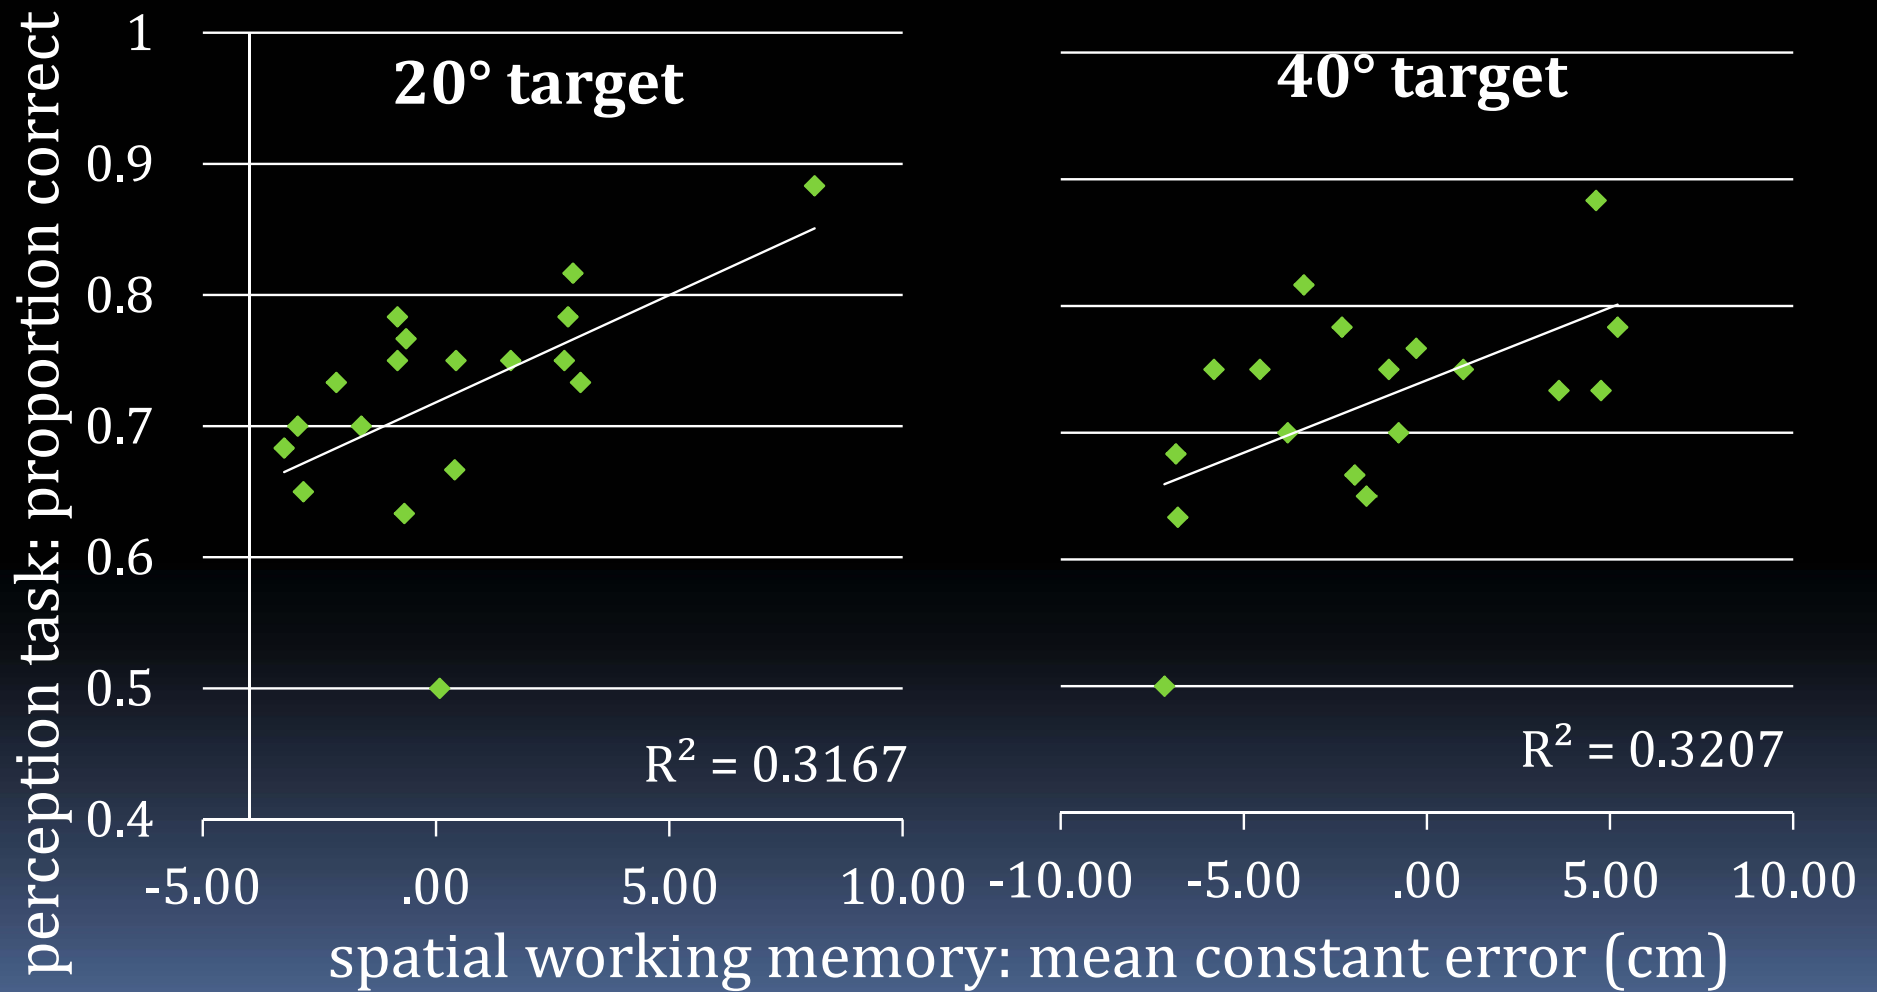 perception task: proportion correct
1
0.9
0.8
0.7
0.6
0.5
0.4
20° target
R² = 0.3167
-5.00 .00 5.00 10.00
40° target
R² = 0.3207
-10.00 -5.00 .00 5.00 10.00
spatial working memory: mean constant error (cm)